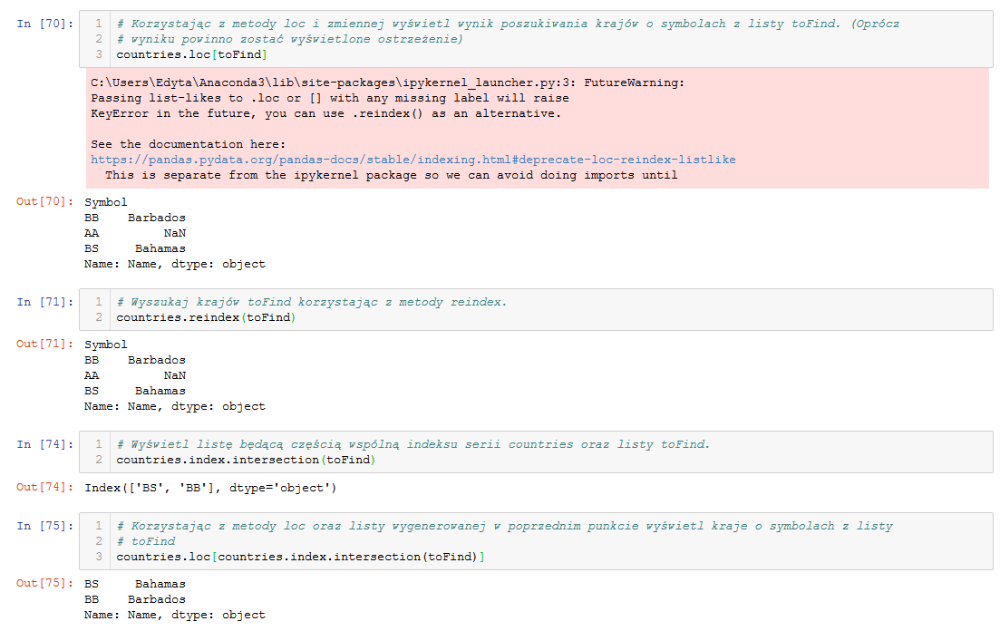 In [70]:
1 # Korzystając z metody loc i zmiennej wyświetl wynik poszukiwania krajów o symbolach z listy toFind. (Oprócz
2 # wyniku powinno zostać wyświetlone ostrzeżenie)
3 countries.loc[toFind]
C:\Users\Edyta\Anaconda3\lib\site-packages\ipykernel_launcher.py:3: FutureWarning:
Passing list-likes to .loc or [] with any missing label will raise
KeyError in the future, you can use .reindex() as an alternative.
See the documentation here:
https://pandas.pydata.org/pandas-docs/stable/indexing.html#deprecate-loc-reindex-listlike
This is separate from the ipykernel package so we can avoid doing imports until
Out[70]: Symbol
BB Barbados
AA NaN
BS Bahamas
Name: Name, dtype: object
In [71]:
1 # Wyszukaj krajów toFind korzystając z metody reindex.
2 countries.reindex(toFind)
Out[71]: Symbol
BB Barbados
AA NaN
BS Bahamas
Name: Name, dtype: object
In [74]:
1 # Wyświetl listę będącą częścią wspólną indeksu serii countries oraz listy toFind.
2 countries.index.intersection(toFind)
Out[74]: Index(['BS', 'BB'], dtype='object')
In [75]:
1 # Korzystając z metody loc oraz listy wygenerowanej w poprzednim punkcie wyświetl kraje o symbolach z listy
2 # toFind
3 countries.loc[countries.index.intersection(toFind)]
Out[75]: BS Bahamas
BB Barbados
Name: Name, dtype: object